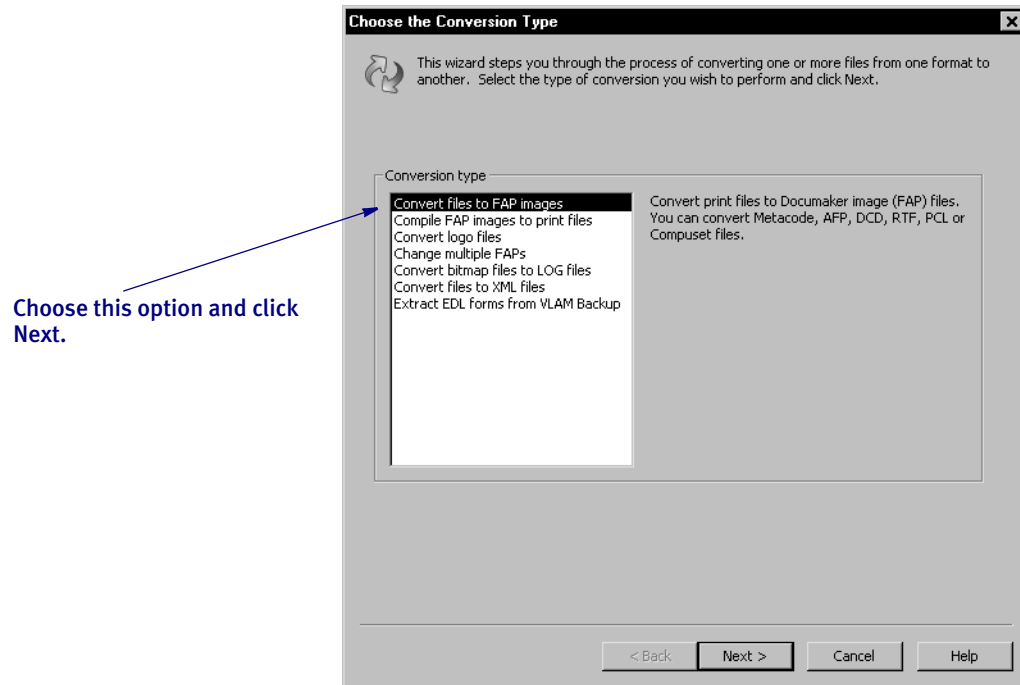 Choose the Conversion Type
This wizard steps you through the process of converting one or more files from one format to
another. Select the type of conversion you wish to perform and click Next.
Conversion type
Convert files to FAP images
Compile FAP images to print files
Convert logo files
Change multiple FAPs
Convert bitmap files to LOG files
Convert files to XML files
Extract EDL forms from VLAM Backup
Convert print files to Documaker image (FAP) files.
You can convert Metacode, AFP, DCD, RTF, PCL or
Compuset files.
Choose this option and click
Next.
< Back
Next >
Cancel
Help